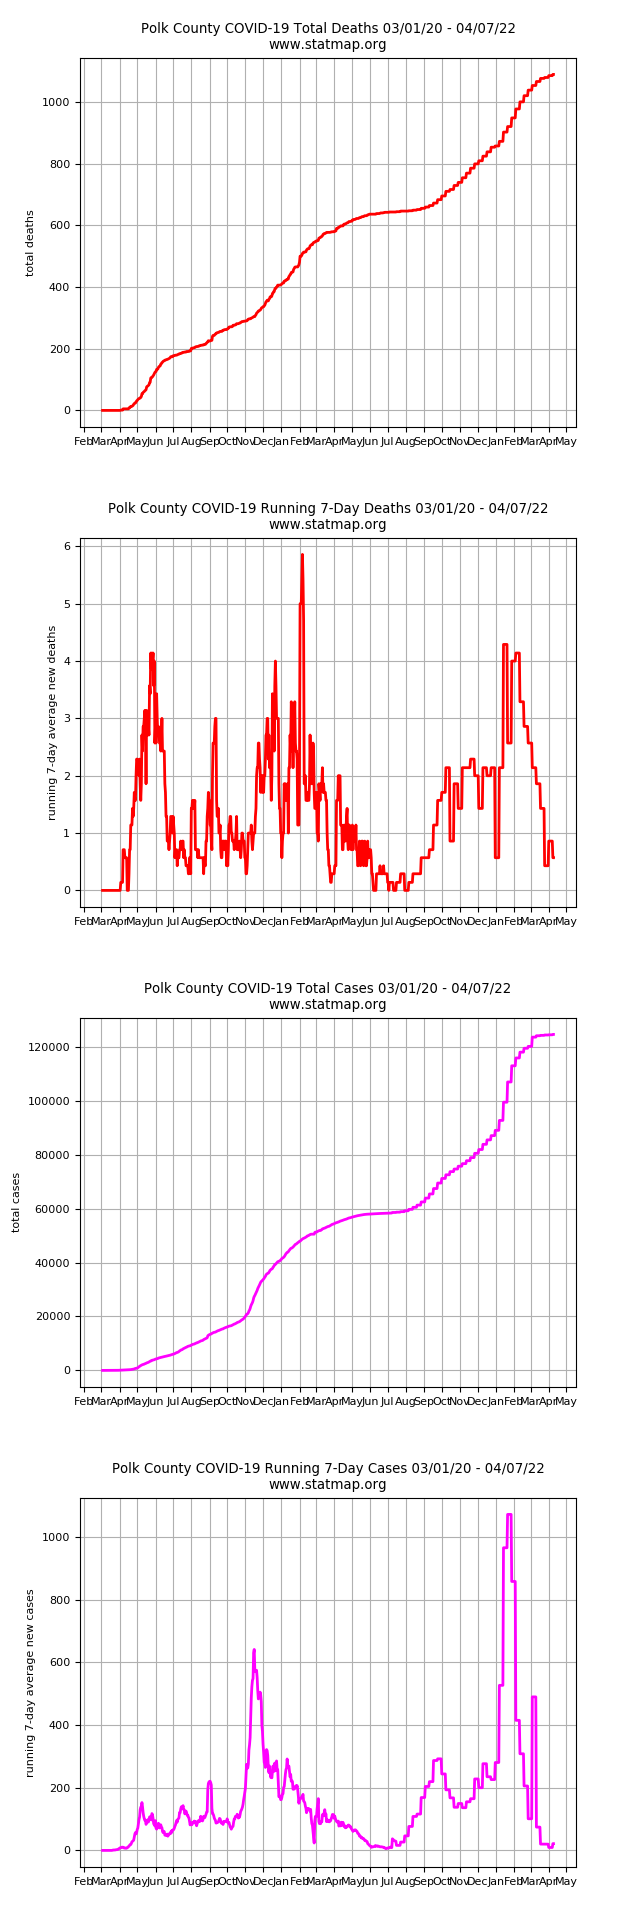 Polk County COVID-19 Total Deaths 03/01/20 - 04/07/22
www.statmap.org
total deaths
1000
800
600
400
200
0
Feb Mar Apr May Jun Jul Aug Sep Oct Nov Dec Jan Feb Mar Apr May Jun Jul Aug Sep Oct Nov Dec Jan Feb Mar Apr May
Polk County COVID-19 Running 7-Day Deaths 03/01/20 - 04/07/22
www.statmap.org
running 7-day average new deaths
6
5
4
3
2
1
0
Feb Mar Apr May Jun Jul Aug Sep Oct Nov Dec Jan Feb Mar Apr May Jun Jul Aug Sep Oct Nov Dec Jan Feb Mar Apr May
Polk County COVID-19 Total Cases 03/01/20 - 04/07/22
www.statmap.org
total cases
120000
100000
80000
60000
40000
20000
0
Feb Mar Apr May Jun Jul Aug Sep Oct Nov Dec Jan Feb Mar Apr May Jun Jul Aug Sep Oct Nov Dec Jan Feb Mar Apr May
Polk County COVID-19 Running 7-Day Cases 03/01/20 - 04/07/22
www.statmap.org
running 7-day average new cases
1000
800
600
400
200
0
Feb Mar Apr May Jun Jul Aug Sep Oct Nov Dec Jan Feb Mar Apr May Jun Jul Aug Sep Oct Nov Dec Jan Feb Mar Apr May